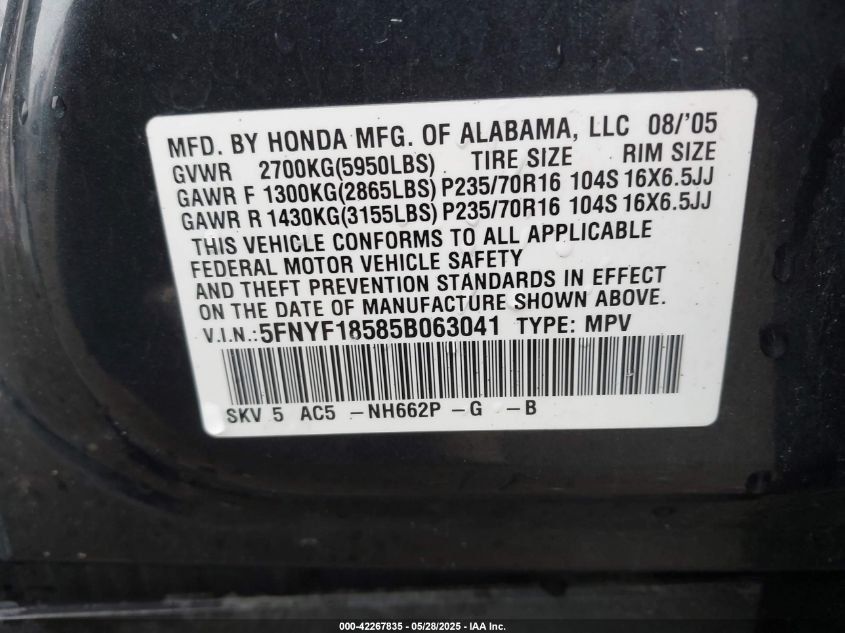 MFD. BY HONDA MFG. OF ALABAMA, LLC 08/'05
GVWR 2700KG(5950LBS) TIRE SIZE RIM SIZE
GAWR F 1300KG(2865LBS) P235/70R16 104S 16X6.5JJ
GAWR R 1430KG(3155LBS) P235/70R16 104S 16X6.5JJ
THIS VEHICLE CONFORMS TO ALL APPLICABLE
FEDERAL MOTOR VEHICLE SAFETY
AND THEFT PREVENTION STANDARDS IN EFFECT
ON THE DATE OF MANUFACTURE SHOWN ABOVE.
V.I.N.:5FNYF18585B063041 TYPE: MPV
SKV 5 AC5 -NH662P -G -B
000-42267835 - 05/28/2025 - IAA Inc.